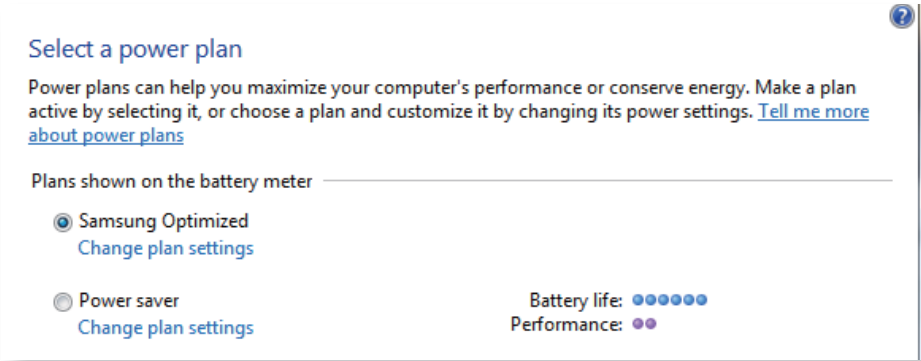 Select a power plan
Power plans can help you maximize your computer's performance or conserve energy. Make a plan
active by selecting it, or choose a plan and customize it by changing its power settings. Tell me more
about power plans
Plans shown on the battery meter
Samsung Optimized
Change plan settings
Power saver
Battery life:
Change plan settings
Performance: